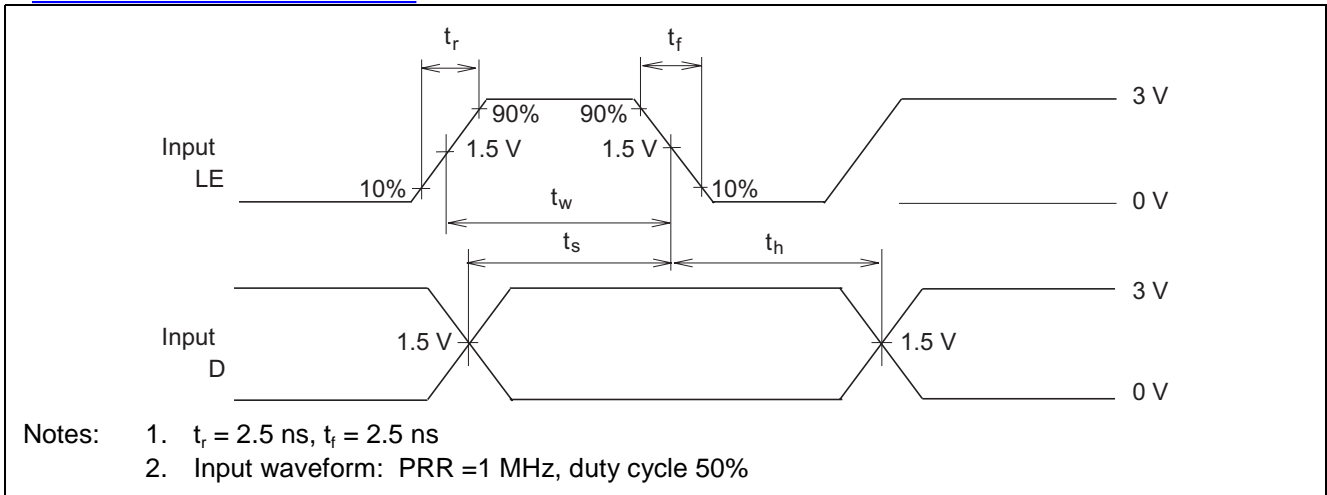 tr
tf
90% 90%
3 V
Input
LE
1.5 V 1.5 V
10% 10%
tw
0 V
ts
th
3 V
Input
D
1.5 V 1.5 V
0 V
Notes: 1. tr = 2.5 ns, tf = 2.5 ns
2. Input waveform: PRR =1 MHz, duty cycle 50%